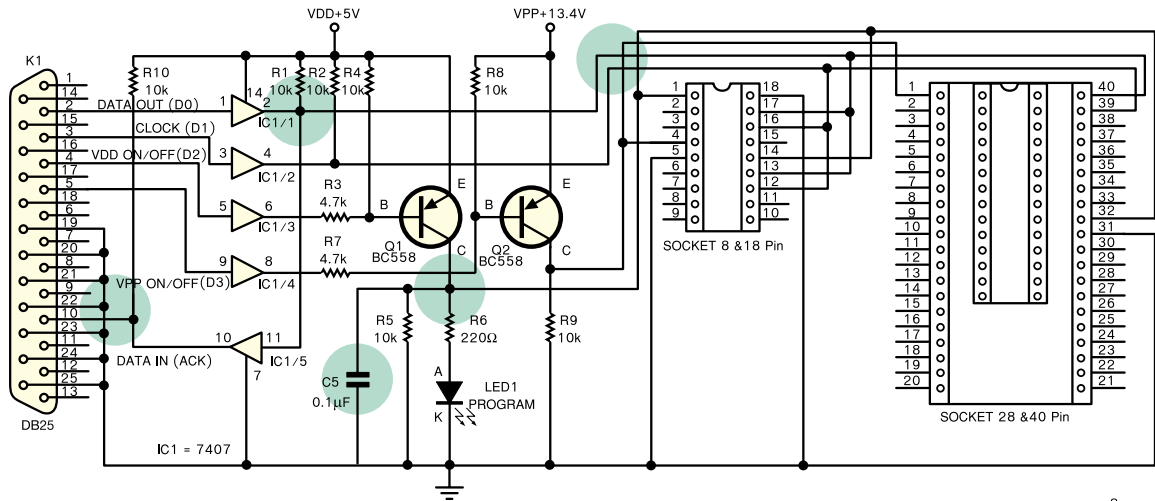 VDD+5V
VPP+13.4V
K1
1
14
2
15
3
16
4
17
5
18
6
19
7
20
8
21
9
22
10
23
11
24
12
25
13
DB25
DATA OUT (D0)
CLOCK (D1)
VDD ON/OFF(D2)
VPP ON/OFF(D3)
DATA IN (ACK)
R10
10k
R1
10k
R2
10k
R4
10k
R8
10k
14
1
2
IC1/1
3
4
IC1/2
5
6
IC1/3
9
8
IC1/4
10
11
IC1/5
7
R3
4.7k
R7
4.7k
B
E
C
Q1
BC558
B
E
C
Q2
BC558
R5
10k
R6
220Ω
R9
10k
C5
0.1µF
A
K
LED1
PROGRAM
IC1 = 7407
1
2
3
4
5
6
7
8
9
18
17
16
15
14
13
12
11
10
SOCKET 8 &18 Pin
1
2
3
4
5
6
7
8
9
10
11
12
13
14
15
16
17
18
19
20
40
39
38
37
36
35
34
33
32
31
30
29
28
27
26
25
24
23
22
21
SOCKET 28 &40 Pin